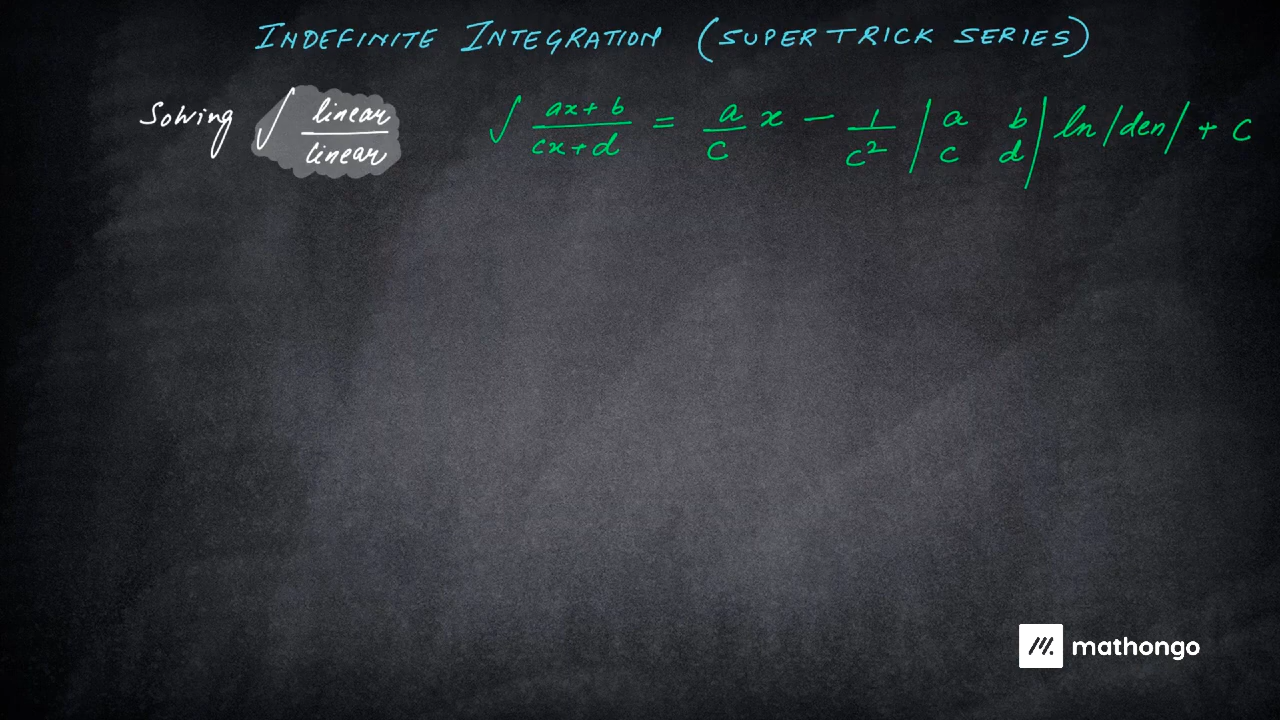 INDEFINITE INTEGRATION (SUPER TRICK SERIES)
Solving ∫ linear/linear ∫ (ax+b)/(cx+d) = a/c x − 1/c² |a b; c d| ln|den| + C
mathongo